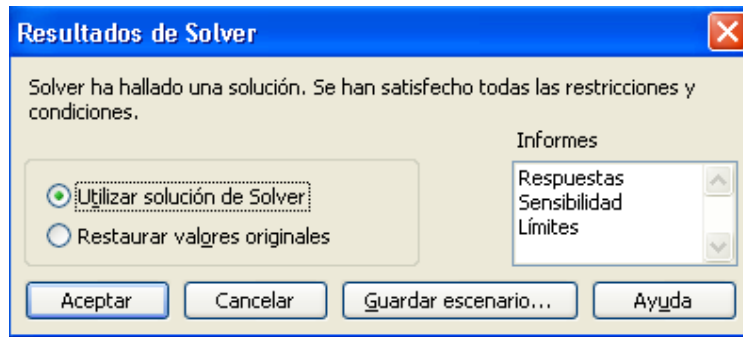 Resultados de Solver
Solver ha hallado una solución. Se han satisfecho todas las restricciones y
condiciones.
Informes
Utilizar solución de Solver
Restaurar valores originales
Respuestas
Sensibilidad
Límites
Aceptar
Cancelar
Guardar escenario...
Ayuda